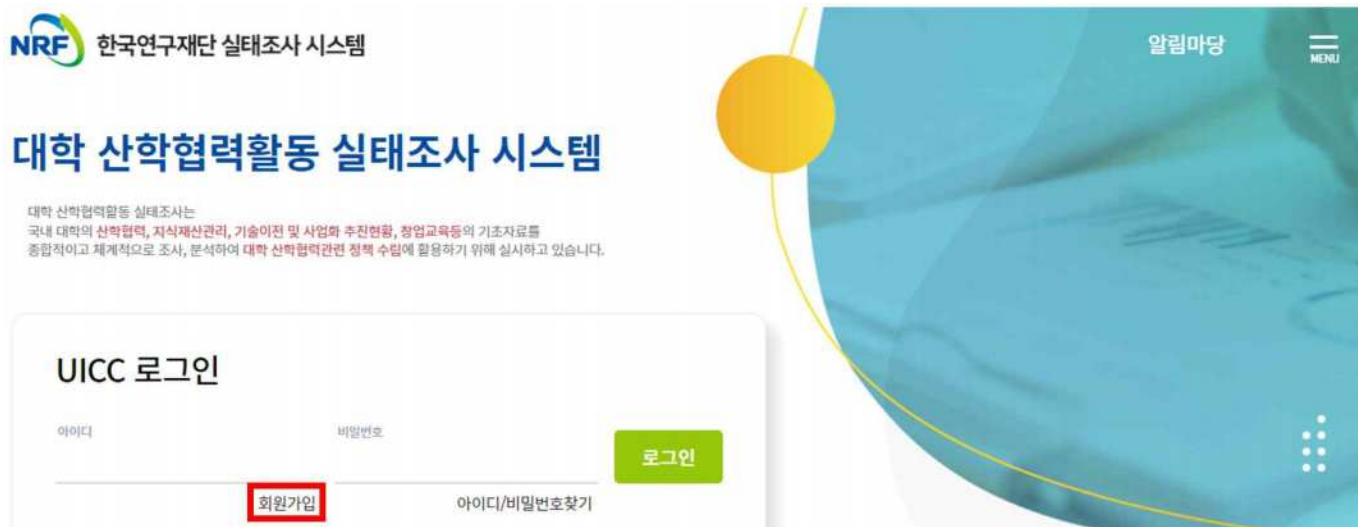 NRF 한국연구재단 실태조사 시스템
알림마당
MENU
대학 산학협력활동 실태조사 시스템
대학 산학협력활동 실태조사는
국내 대학의 산학협력, 지식재산관리, 기술이전 및 사업화 추진현황, 창업교육등의 기초자료를
종합적이고 체계적으로 조사, 분석하여 대학 산학협력관련 정책 수립에 활용하기 위해 실시하고 있습니다.
UICC 로그인
아이디 비밀번호
로그인
회원가입 아이디/비밀번호찾기